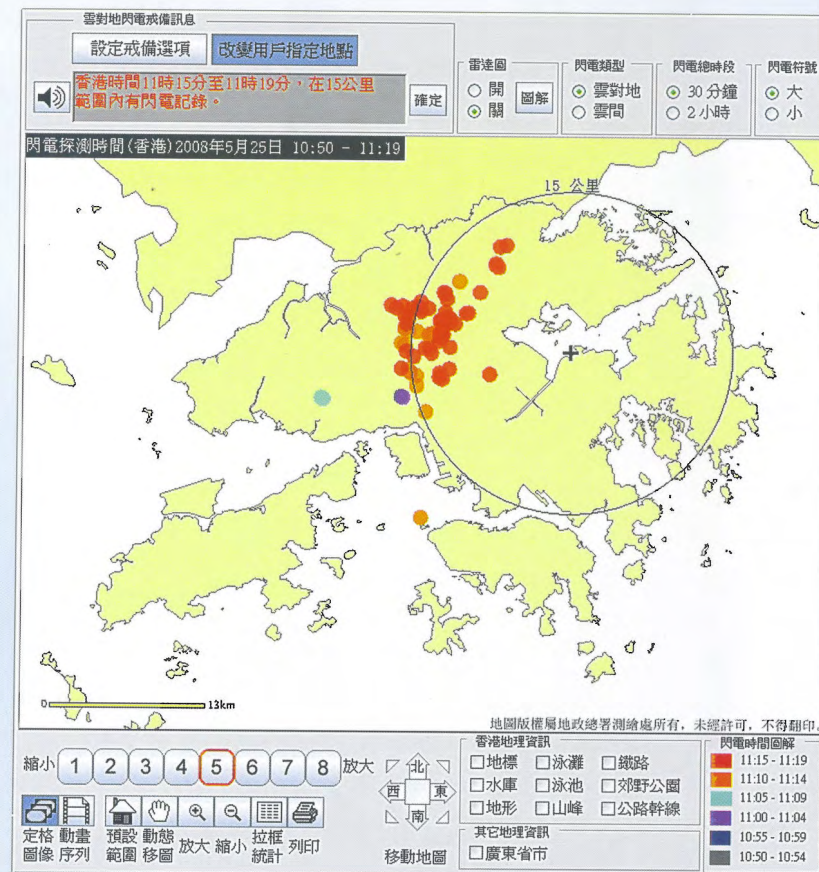 雲對地閃電戒備訊息
設定戒備選項
改變用戶指定地點
香港時間11時15分至11時19分，在15公里
範圍內有閃電記錄。
確定
雷達圖
開
關
圖解
閃電類型
雲對地
雲間
閃電總時段
30 分鐘
2 小時
閃電符號
大
小
閃電探測時間(香港)2008年5月25日 10:50 - 11:19
15 公里
0
13km
地圖版權屬地政總署測繪處所有，未經許可，不得翻印。
縮小
1
2
3
4
5
6
7
8
放大
定格
圖像
動畫
序列
預設
範圍
動態
移圖
放大
縮小
拉框
統計
列印
北
西
東
南
移動地圖
香港地理資訊
地標
泳灘
鐵路
水庫
泳池
郊野公園
地形
山峰
公路幹線
其它地理資訊
廣東省市
閃電時間圖解
11:15 - 11:19
11:10 - 11:14
11:05 - 11:09
11:00 - 11:04
10:55 - 10:59
10:50 - 10:54